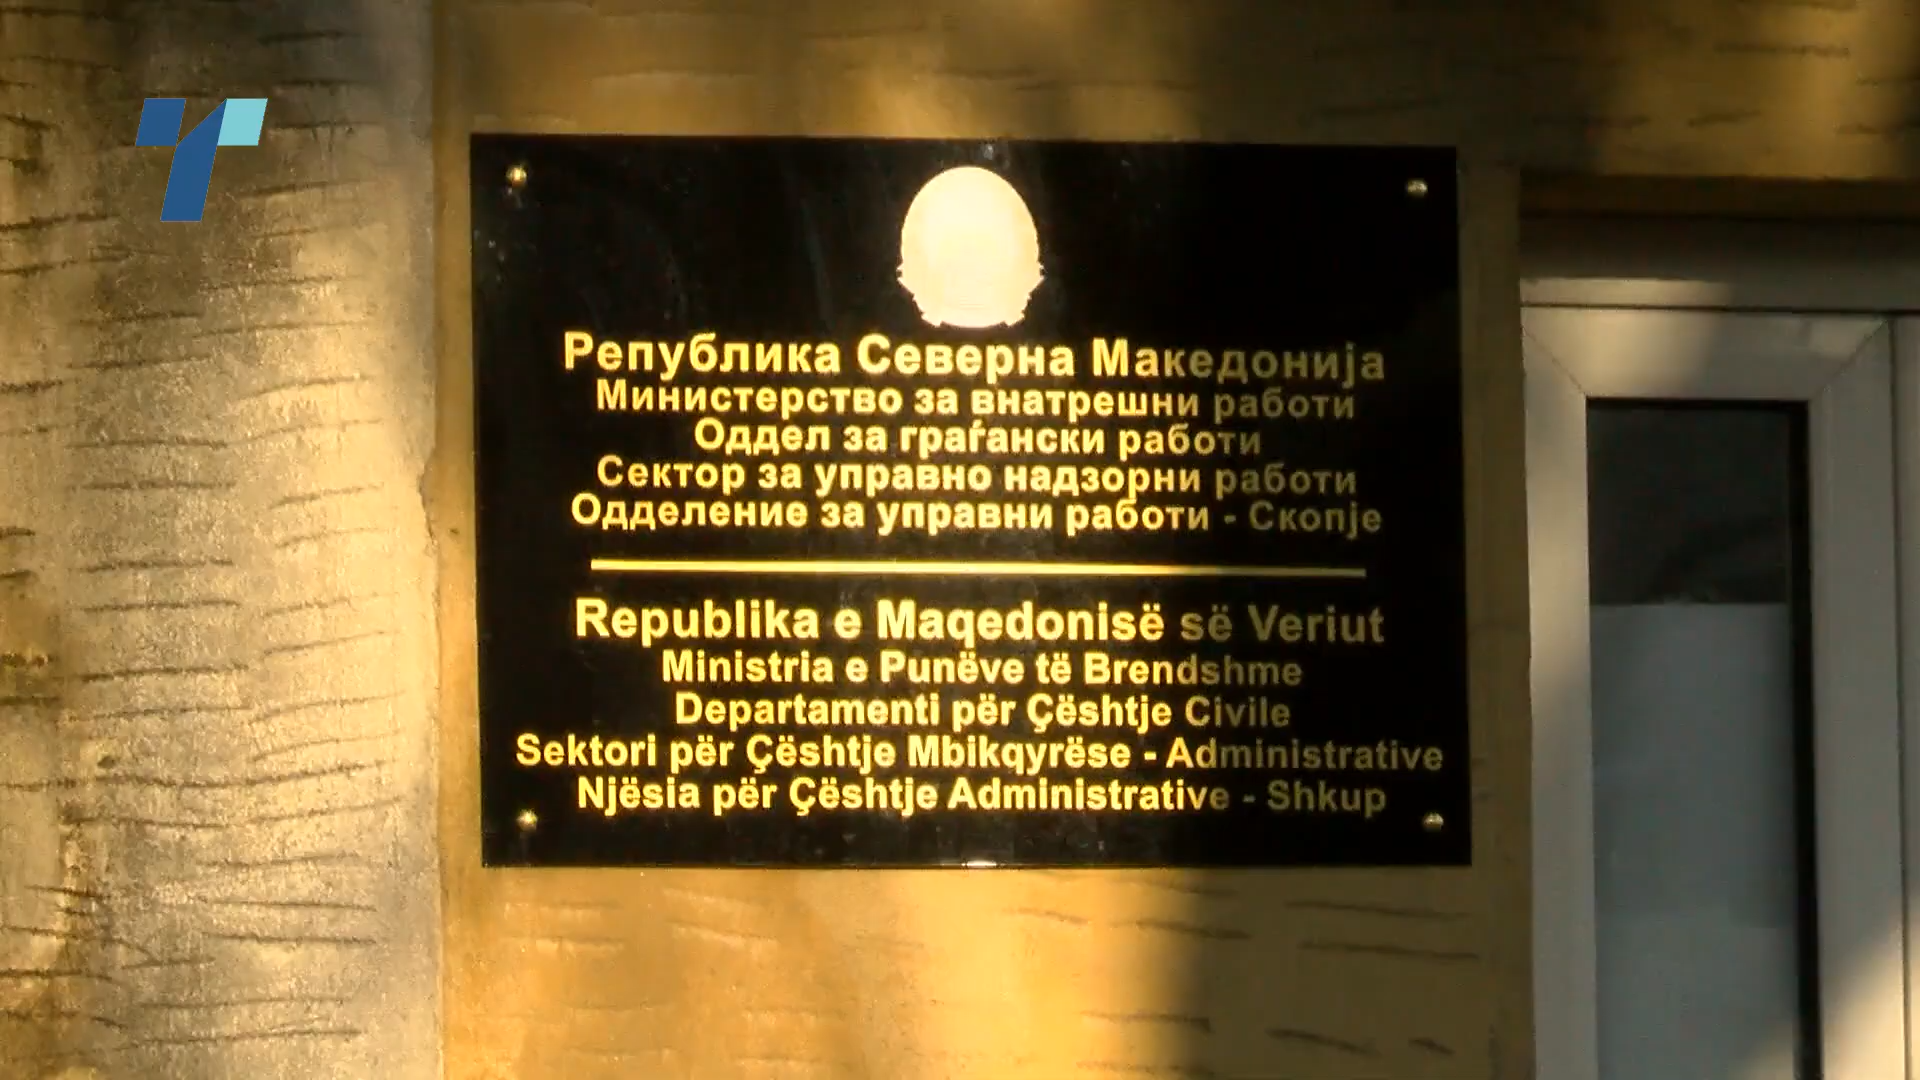 Република Северна Македонија
Министерство за внатрешни работи
Оддел за граѓански работи
Сектор за управно надзорни работи
Одделение за управни работи - Скопје
Republika e Maqedonisë së Veriut
Ministria e Punëve të Brendshme
Departamenti për Çështje Civile
Sektori për Çështje Mbikqyrëse - Administrative
Njësia për Çështje Administrative - Shkup